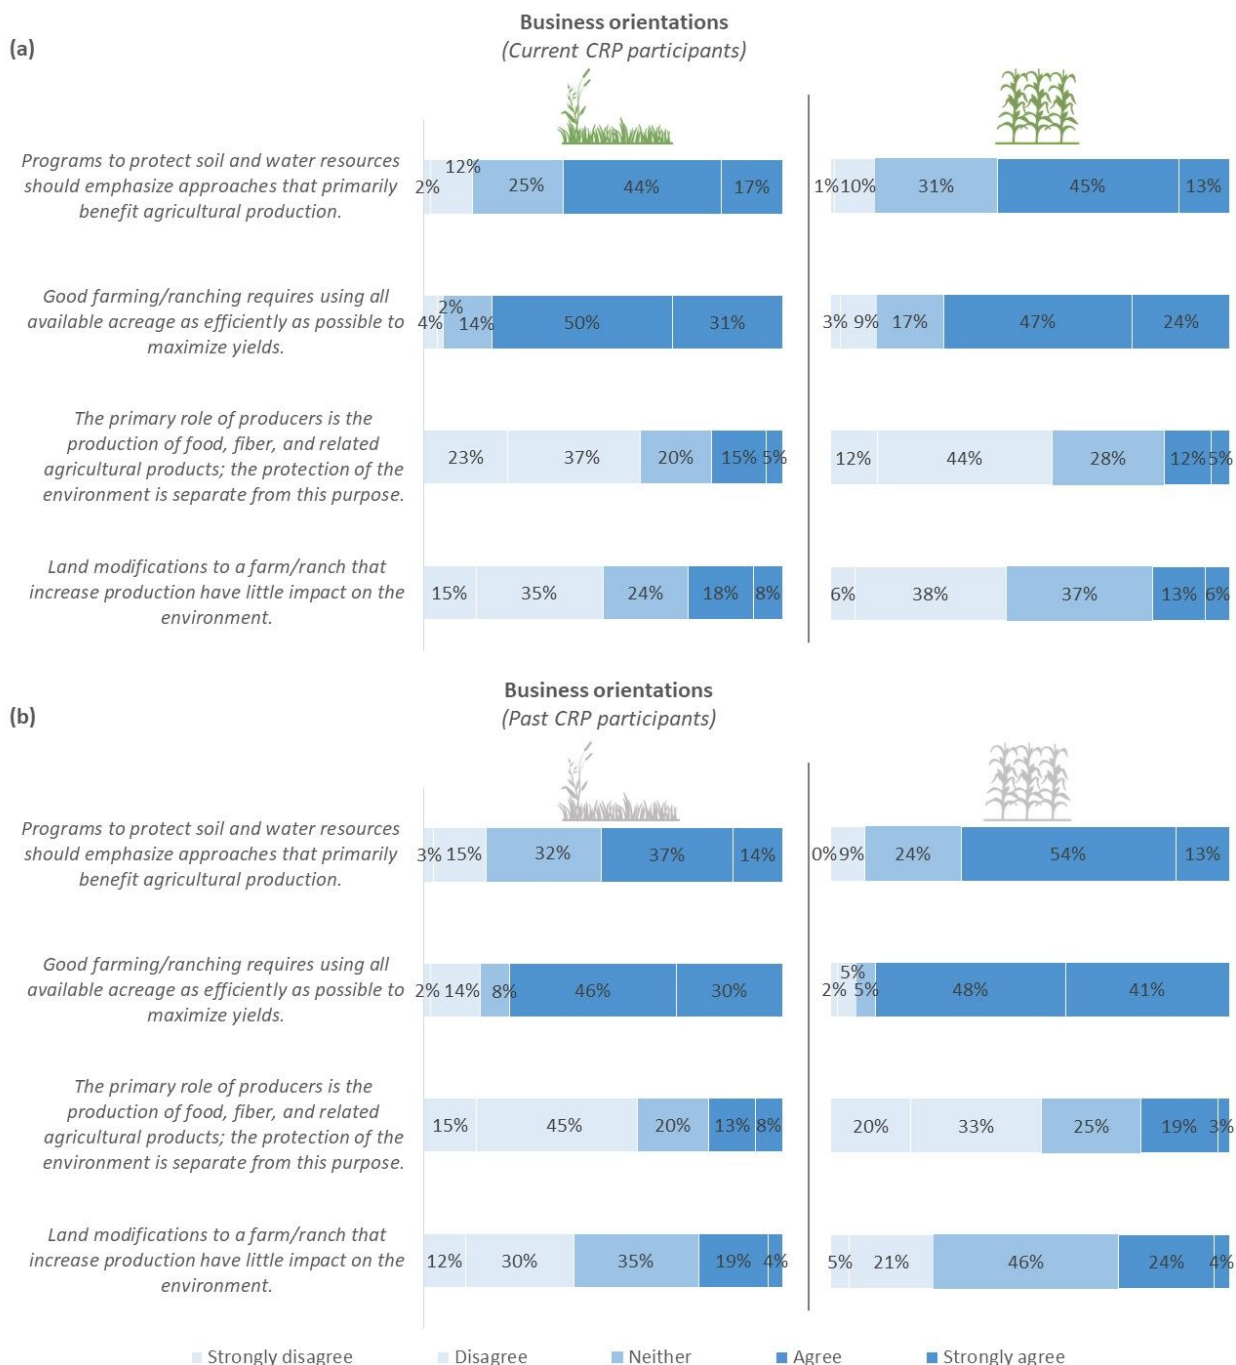 Business orientations
(a)
(Current CRP participants)
Programs to protect soil and water resources
should emphasize approaches that primarily
benefit agricultural production.
2% 12% 25% 44% 17%
1% 10% 31% 45% 13%
Good farming/ranching requires using all
available acreage as efficiently as possible to
maximize yields.
4% 2% 14% 50% 31%
3% 9% 17% 47% 24%
The primary role of producers is the
production of food, fiber, and related
agricultural products; the protection of the
environment is separate from this purpose.
23% 37% 20% 15% 5%
12% 44% 28% 12% 5%
Land modifications to a farm/ranch that
increase production have little impact on the
environment.
15% 35% 24% 18% 8%
6% 38% 37% 13% 6%
Business orientations
(b)
(Past CRP participants)
Programs to protect soil and water resources
should emphasize approaches that primarily
benefit agricultural production.
3% 15% 32% 37% 14%
0% 9% 24% 54% 13%
Good farming/ranching requires using all
available acreage as efficiently as possible to
maximize yields.
2% 14% 8% 46% 30%
2% 5% 5% 48% 41%
The primary role of producers is the
production of food, fiber, and related
agricultural products; the protection of the
environment is separate from this purpose.
15% 45% 20% 13% 8%
20% 33% 25% 19% 3%
Land modifications to a farm/ranch that
increase production have little impact on the
environment.
12% 30% 35% 19% 4%
5% 21% 46% 24% 4%
Strongly disagree Disagree Neither Agree Strongly agree